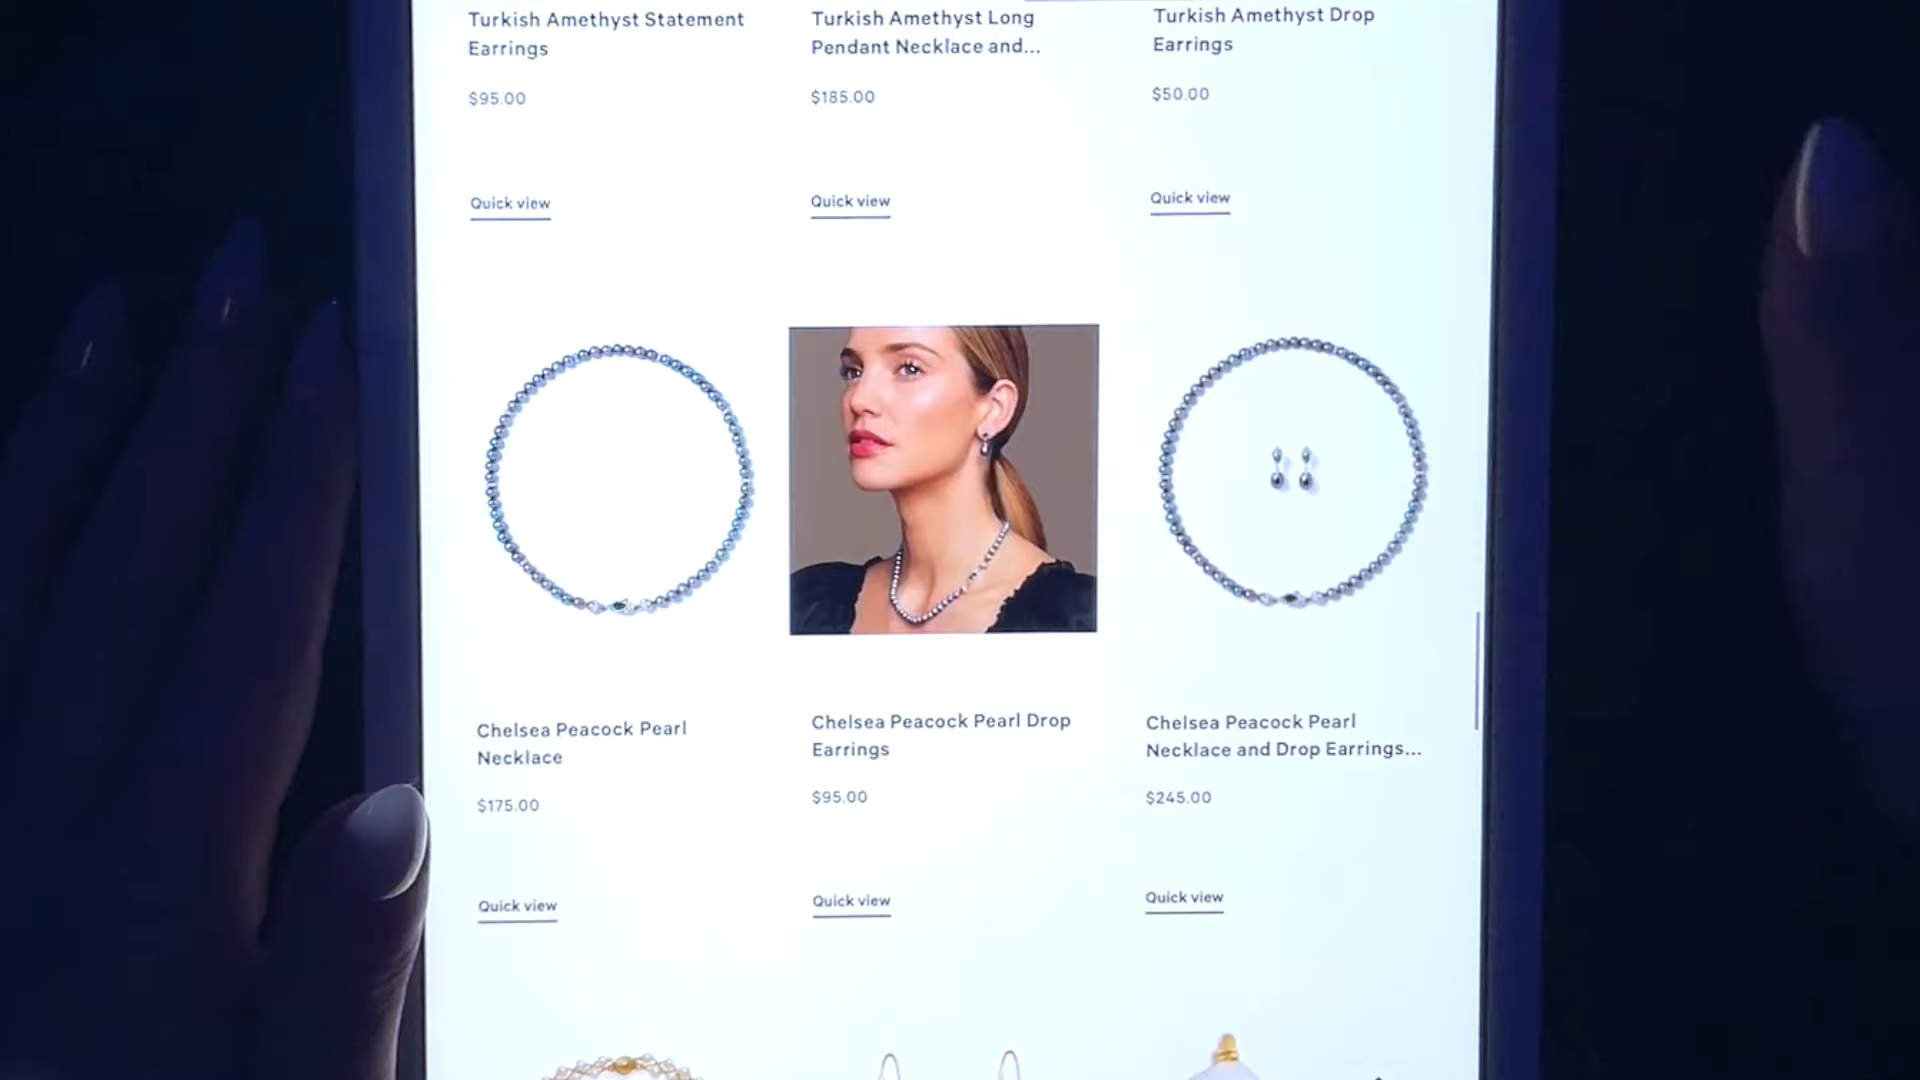 Turkish Amethyst Statement
Earrings
$95.00
Quick view
Turkish Amethyst Long
Pendant Necklace and...
$185.00
Quick view
Turkish Amethyst Drop
Earrings
$50.00
Quick view
Chelsea Peacock Pearl
Necklace
$175.00
Quick view
Chelsea Peacock Pearl Drop
Earrings
$95.00
Quick view
Chelsea Peacock Pearl
Necklace and Drop Earrings...
$245.00
Quick view